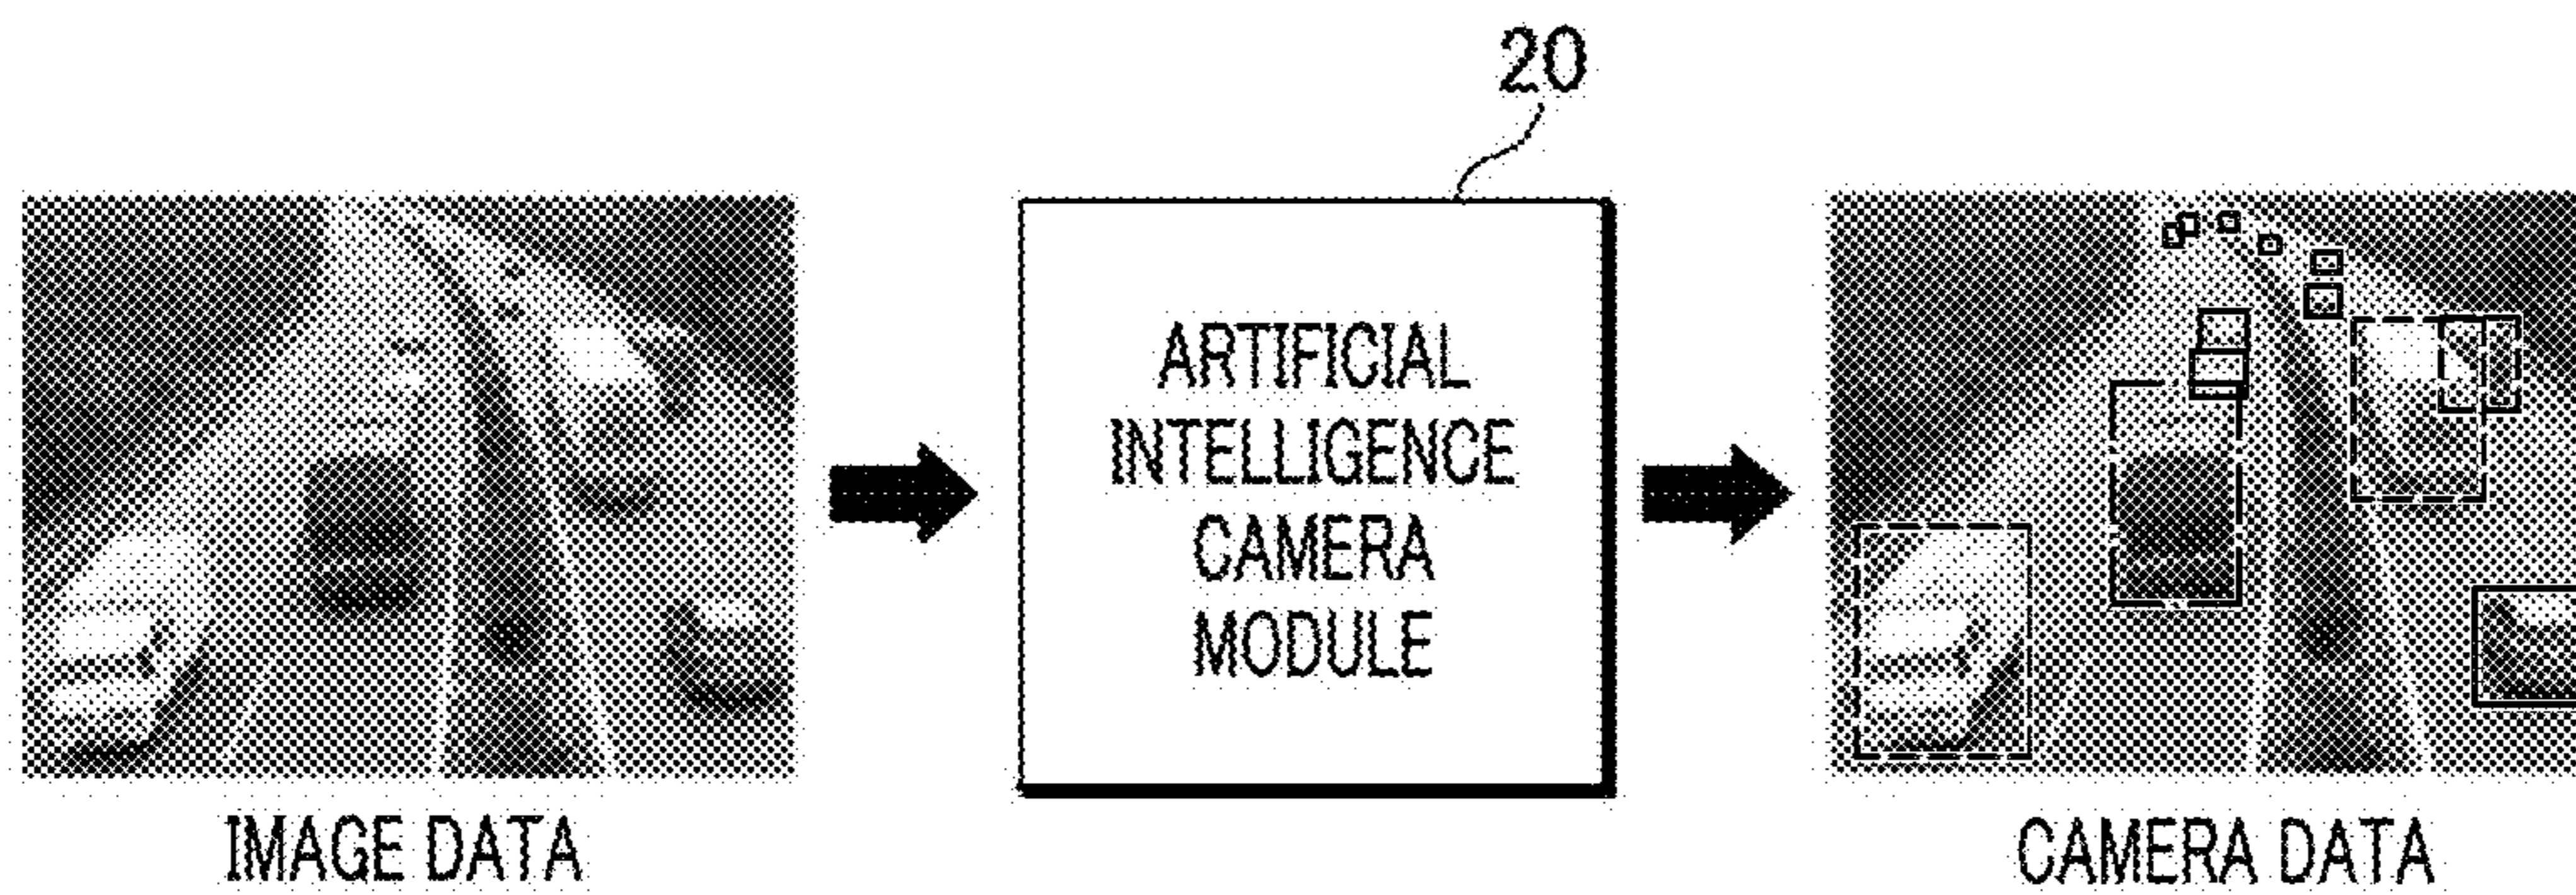 20
ARTIFICIAL
INTELLIGENCE
CAMERA
MODULE
IMAGE DATA
CAMERA DATA